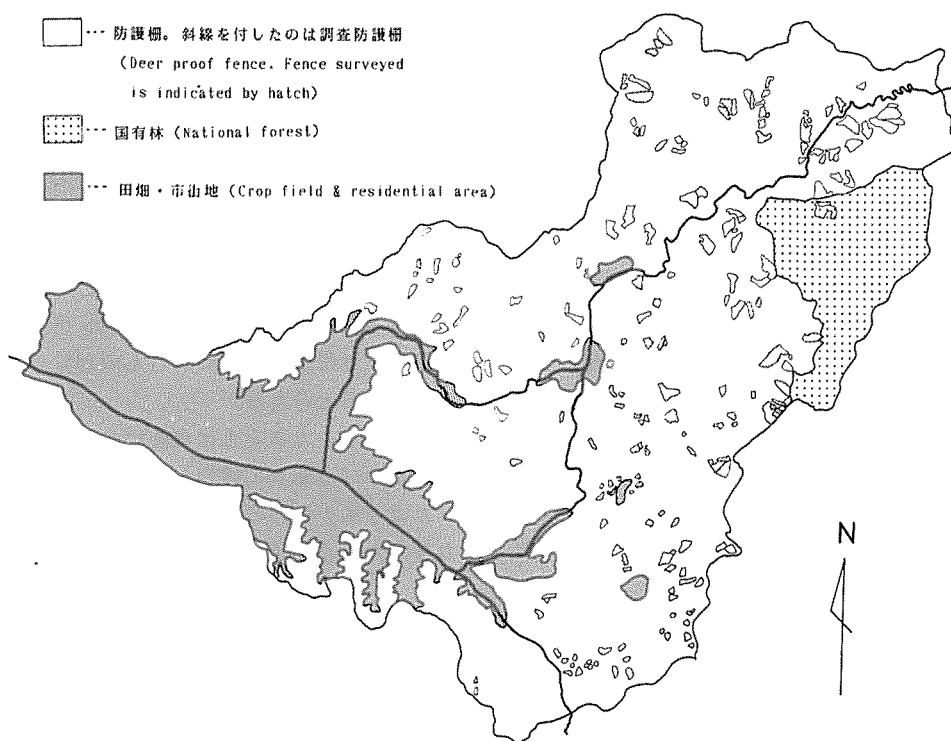 … 防護柵。斜線を付したのは調査防護柵
(Deer proof fence. Fence surveyed
is indicated by hatch)
… 国有林 (National forest)
… 田畑・市山地 (Crop field & residential area)
N